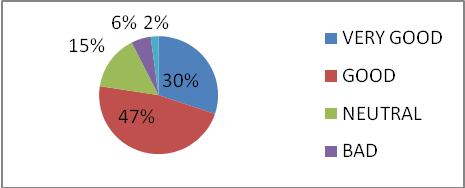 6% 2%
15%
30%
47%
VERY GOOD
GOOD
NEUTRAL
BAD